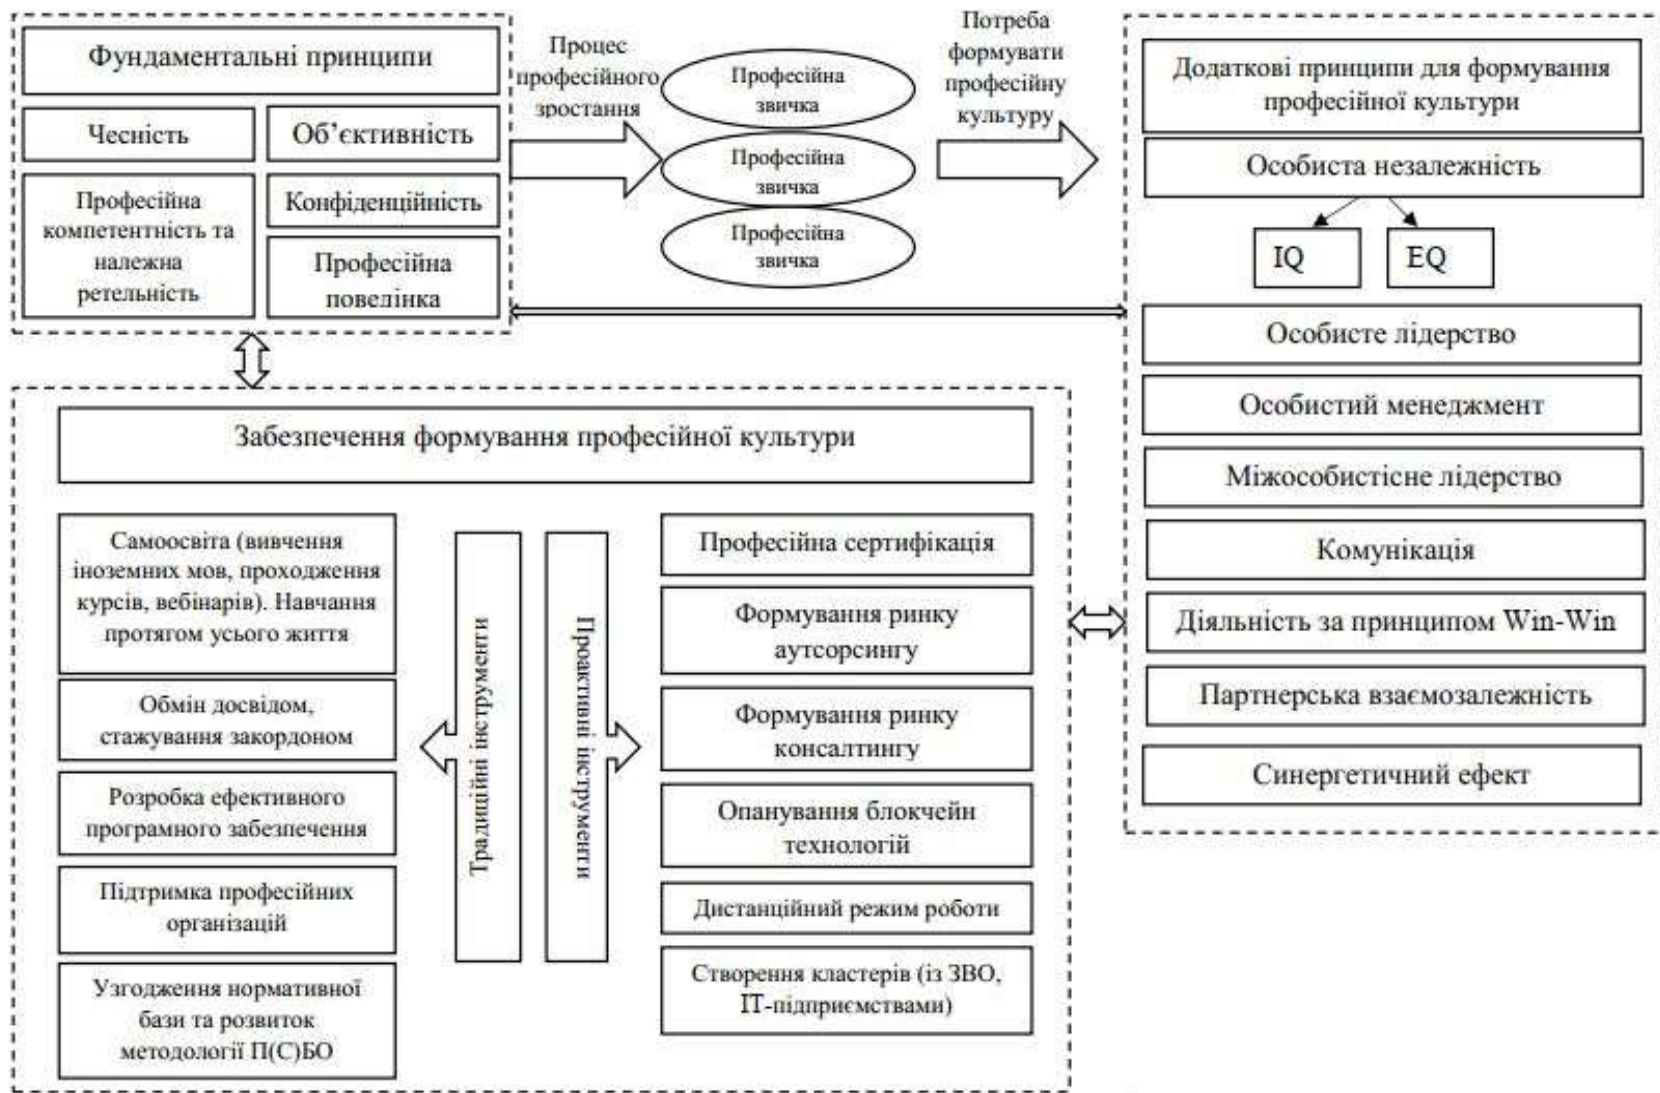 Фундаментальні принципи
Чесність
Об’єктивність
Професійна
компетентність та
належна
ретельність
Конфіденційність
Професійна
поведінка
Процес
професійного
зростання
Професійна
звичка
Професійна
звичка
Професійна
звичка
Потреба
формувати
професійну
культуру
Додаткові принципи для формування
професійної культури
Особиста незалежність
IQ
EQ
Особисте лідерство
Особистий менеджмент
Міжособистісне лідерство
Комунікація
Діяльність за принципом Win-Win
Партнерська взаємозалежність
Синергетичний ефект
Забезпечення формування професійної культури
Самоосвіта (вивчення
іноземних мов, проходження
курсів, вебінарів). Навчання
протягом усього життя
Обмін досвідом,
стажування закордоном
Розробка ефективного
програмного забезпечення
Підтримка професійних
організацій
Узгодження нормативної
бази та розвиток
методології П(С)БО
Традиційні інструменти
Проактивні інструменти
Професійна сертифікація
Формування ринку
аутсорсингу
Формування ринку
консалтингу
Опанування блокчейн
технологій
Дистанційний режим роботи
Створення кластерів (із ЗВО,
ІТ-підприємствами)